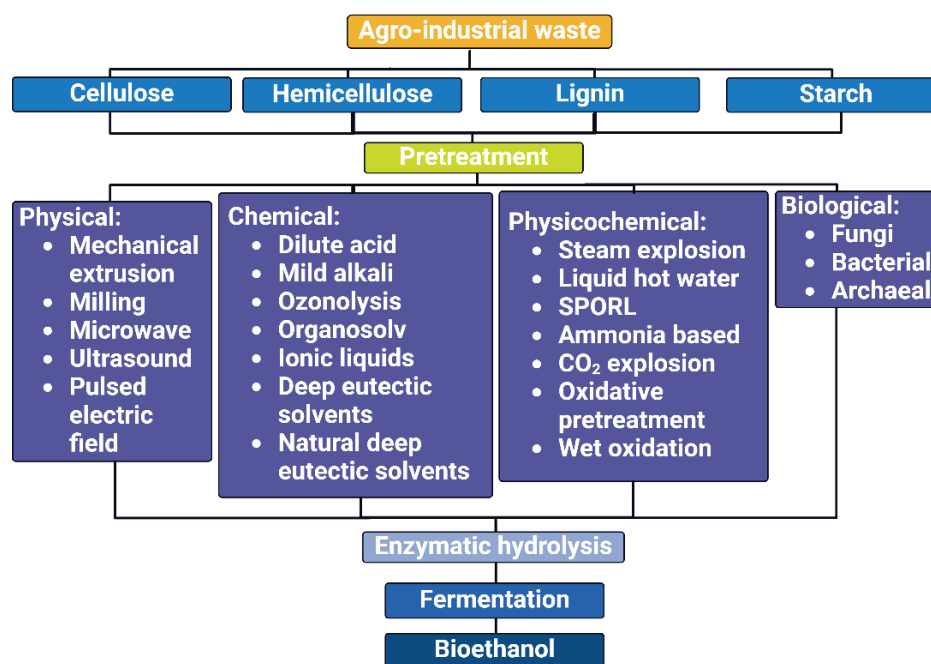 Agro-industrial waste
Cellulose
Hemicellulose
Lignin
Starch
Pretreatment
Physical:
• Mechanical
extrusion
• Milling
• Microwave
• Ultrasound
• Pulsed
electric
field
Chemical:
• Dilute acid
• Mild alkali
• Ozonolysis
• Organosolv
• Ionic liquids
• Deep eutectic
solvents
• Natural deep
eutectic solvents
Physicochemical:
• Steam explosion
• Liquid hot water
• SPORL
• Ammonia based
• CO₂ explosion
• Oxidative
pretreatment
• Wet oxidation
Biological:
• Fungi
• Bacterial
• Archaeal
Enzymatic hydrolysis
Fermentation
Bioethanol